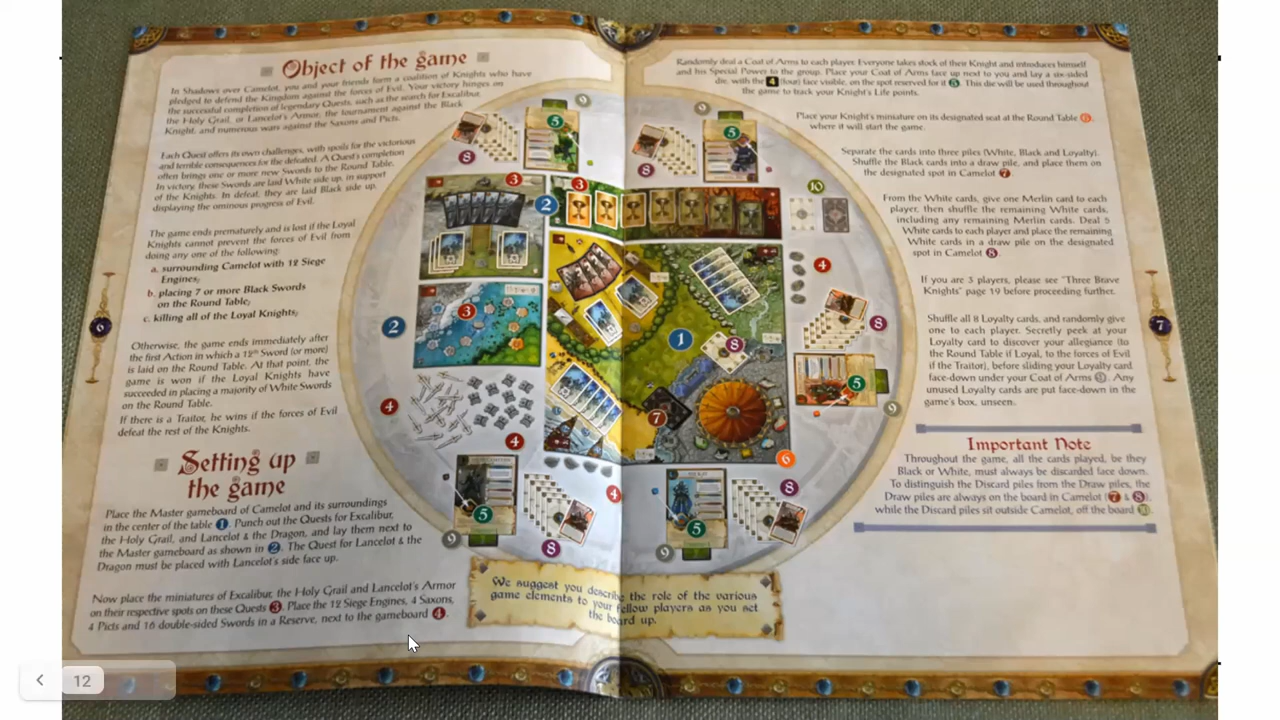 Object of the game
In Shadows over Camelot, you and your friends form a coalition of Knights who have
pledged to defend the Kingdom against the forces of Evil. Your victory hinges on
the successful completion of legendary Quests, such as the search for Excalibur,
the Holy Grail, or Lancelot's Armor, the tournament against the Black
Knight, and numerous wars against the Saxons and Picts.
Each Quest offers its own challenges, with spoils for the victorious
and terrible consequences for the defeated. A Quest's completion
often brings one or more new Swords to the Round Table.
In victory, these Swords are laid White side up, in support
of the Knights. In defeat, they are laid Black side up,
displaying the ominous progress of Evil.
The game ends prematurely and is lost if the Loyal
Knights cannot prevent the forces of Evil from
doing any one of the following:
a. surrounding Camelot with 12 Siege
Engines;
b. placing 7 or more Black Swords
on the Round Table;
c. killing all of the Loyal Knights;
Otherwise, the game ends immediately after
the first Action in which a 12th Sword (or more)
is laid on the Round Table. At that point, the
game is won if the Loyal Knights have
succeeded in placing a majority of White Swords
on the Round Table.
If there is a Traitor, he wins if the forces of Evil
defeat the rest of the Knights.
Setting up
the game
Place the Master gameboard of Camelot and its surroundings
in the center of the table 1. Punch out the Quests for Excalibur,
the Holy Grail, and Lancelot & the Dragon, and lay them next to
the Master gameboard as shown in 2. The Quest for Lancelot & the
Dragon must be placed with Lancelot's side face up.
Now place the miniatures of Excalibur, the Holy Grail and Lancelot's Armor
on their respective spots on these Quests 3. Place the 12 Siege Engines, 4 Saxons,
4 Picts and 16 double-sided Swords in a Reserve, next to the gameboard 4.
6
9
5
8
3
2
3
2
3
4
4
5
9
8
4
We suggest you describe the role of the various
game elements to your fellow players as you set
the board up.
9
5
8
10
4
8
5
9
1
8
7
6
8
5
9
Randomly deal a Coat of Arms to each player. Everyone takes stock of their Knight and introduces himself
and his Special Power to the group. Place your Coat of Arms face up next to you and lay a six-sided
die, with the 4 (four) face visible, on the spot reserved for it 5. This die will be used throughout
the game to track your Knight's Life points.
Place your Knight's miniature on its designated seat at the Round Table 6,
where it will start the game.
Separate the cards into three piles (White, Black and Loyalty).
Shuffle the Black cards into a draw pile, and place them on
the designated spot in Camelot 7.
From the White cards, give one Merlin card to each
player, then shuffle the remaining White cards,
including any remaining Merlin cards. Deal 5
White cards to each player and place the remaining
White cards in a draw pile on the designated
spot in Camelot 8.
If you are 3 players, please see "Three Brave
Knights" page 19 before proceeding further.
Shuffle all 8 Loyalty cards, and randomly give
one to each player. Secretly peek at your
Loyalty card to discover your allegiance (to
the Round Table if Loyal, to the forces of Evil
if the Traitor), before sliding your Loyalty card
face-down under your Coat of Arms 9. Any
unused Loyalty cards are put face-down in the
game's box, unseen.
Important Note
Throughout the game, all the cards played, be they
Black or White, must always be discarded face down.
To distinguish the Discard piles from the Draw piles, the
Draw piles are always on the board in Camelot (7 & 8),
while the Discard piles sit outside Camelot, off the board 10.
7
12